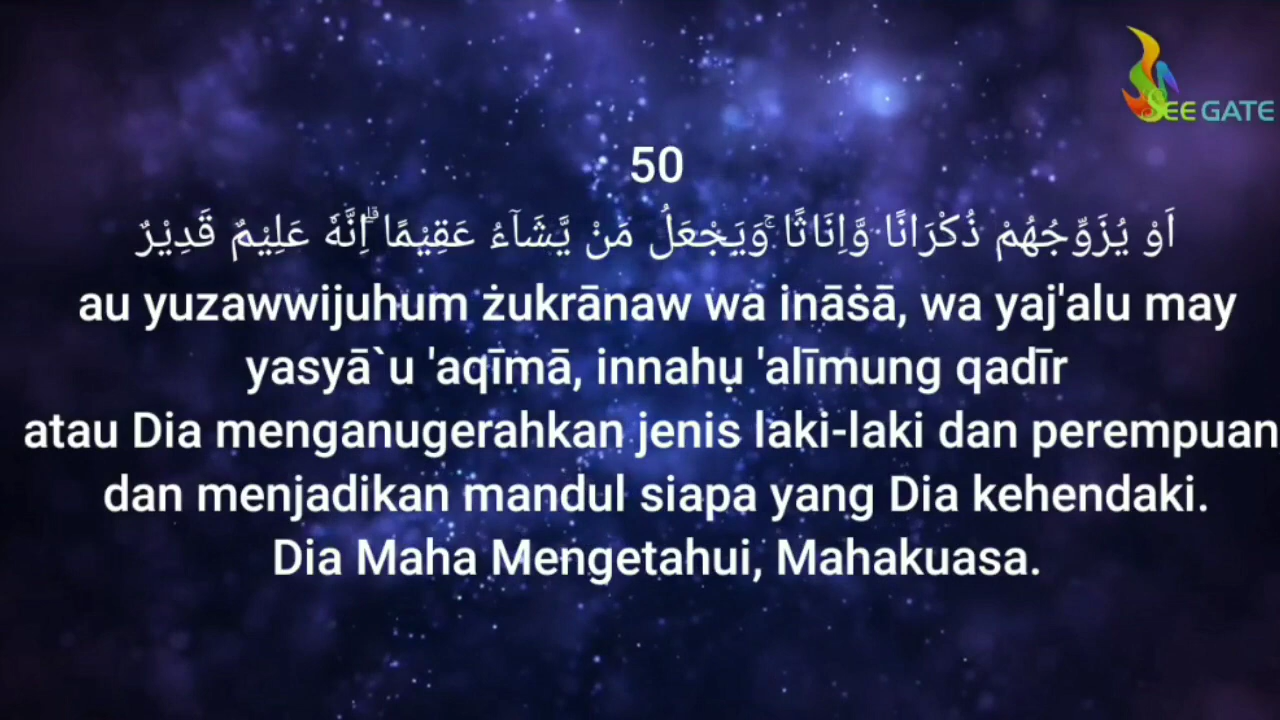 SEE GATE
50
اَوْ يُزَوِّجُهُمْ ذُكْرَانًا وَّاِنَاثًا ۚوَيَجْعَلُ مَنْ يَّشَاۤءُ عَقِيْمًا ۗاِنَّهٗ عَلِيْمٌ قَدِيْرٌ
au yuzawwijuhum żukrānaw wa ināṡā, wa yaj'alu may
yasyā`u 'aqīmā, innahụ 'alīmung qadīr
atau Dia menganugerahkan jenis laki-laki dan perempuan
dan menjadikan mandul siapa yang Dia kehendaki.
Dia Maha Mengetahui, Mahakuasa.